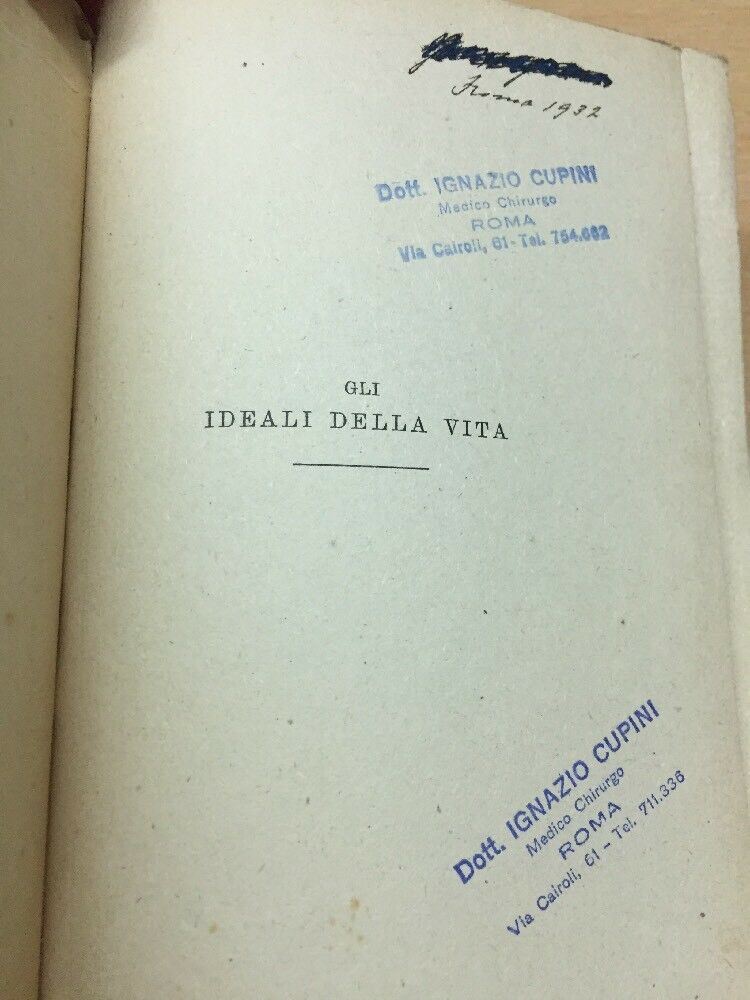 Roma 1932
Dott. IGNAZIO CUPINI
Medico Chirurgo
ROMA
Via Cairoli, 61 - Tel. 754.662
GLI
IDEALI DELLA VITA
Dott. IGNAZIO CUPINI
Medico Chirurgo
ROMA
Via Cairoli, 61 - Tel. 711.336